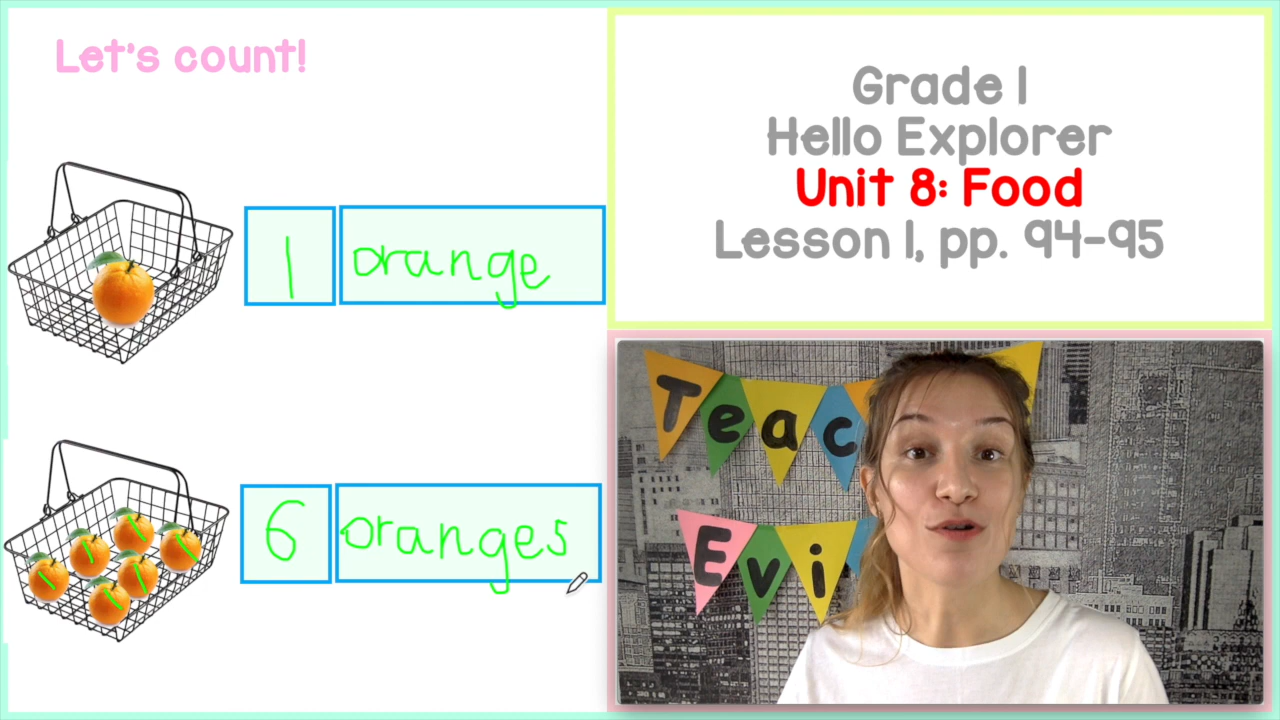 Let's count!
1 orange
6 oranges
Grade 1
Hello Explorer
Unit 8: Food
Lesson 1, pp. 94-95
Teac
Evi